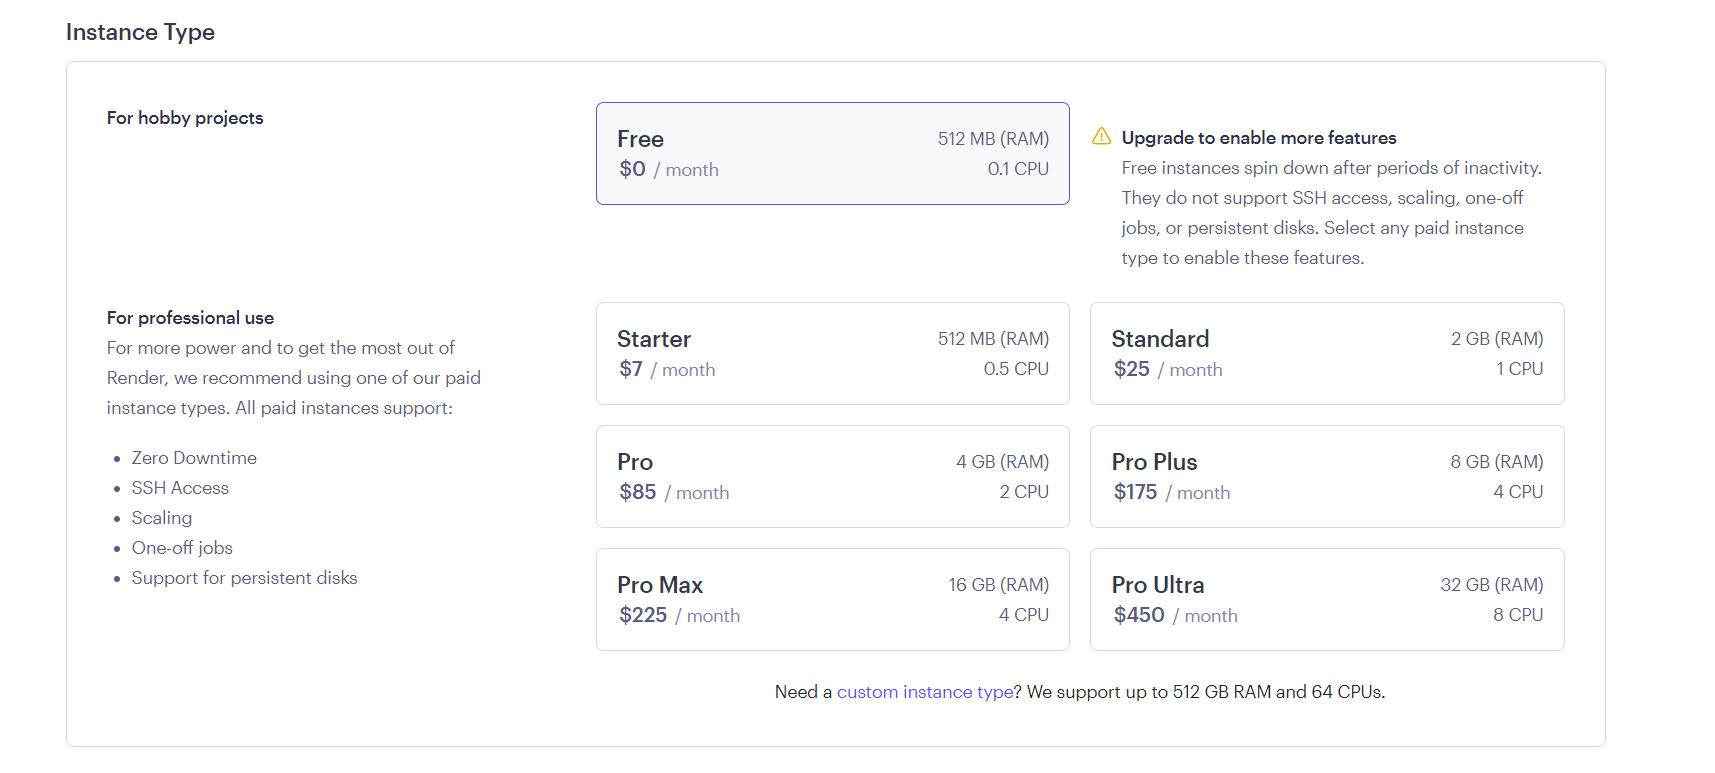 Instance Type
For hobby projects
Free
512 MB (RAM)
$0 / month
0.1 CPU
Upgrade to enable more features
Free instances spin down after periods of inactivity.
They do not support SSH access, scaling, one-off
jobs, or persistent disks. Select any paid instance
type to enable these features.
For professional use
For more power and to get the most out of
Render, we recommend using one of our paid
instance types. All paid instances support:
Zero Downtime
SSH Access
Scaling
One-off jobs
Support for persistent disks
Starter
512 MB (RAM)
$7 / month
0.5 CPU
Standard
2 GB (RAM)
$25 / month
1 CPU
Pro
4 GB (RAM)
$85 / month
2 CPU
Pro Plus
8 GB (RAM)
$175 / month
4 CPU
Pro Max
16 GB (RAM)
$225 / month
4 CPU
Pro Ultra
32 GB (RAM)
$450 / month
8 CPU
Need a custom instance type? We support up to 512 GB RAM and 64 CPUs.